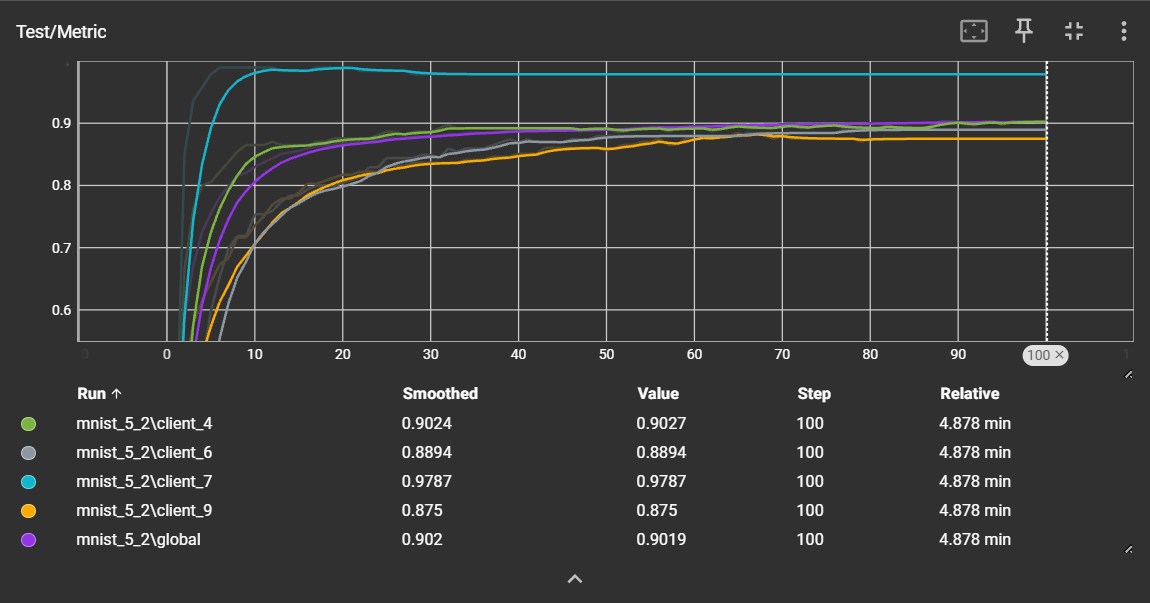 Test/Metric
0.9
0.8
0.7
0.6
0 0 10 20 30 40 50 60 70 80 90 100 × 1
Run ↑ Smoothed Value Step Relative
mnist_5_2\client_4 0.9024 0.9027 100 4.878 min
mnist_5_2\client_6 0.8894 0.8894 100 4.878 min
mnist_5_2\client_7 0.9787 0.9787 100 4.878 min
mnist_5_2\client_9 0.875 0.875 100 4.878 min
mnist_5_2\global 0.902 0.9019 100 4.878 min